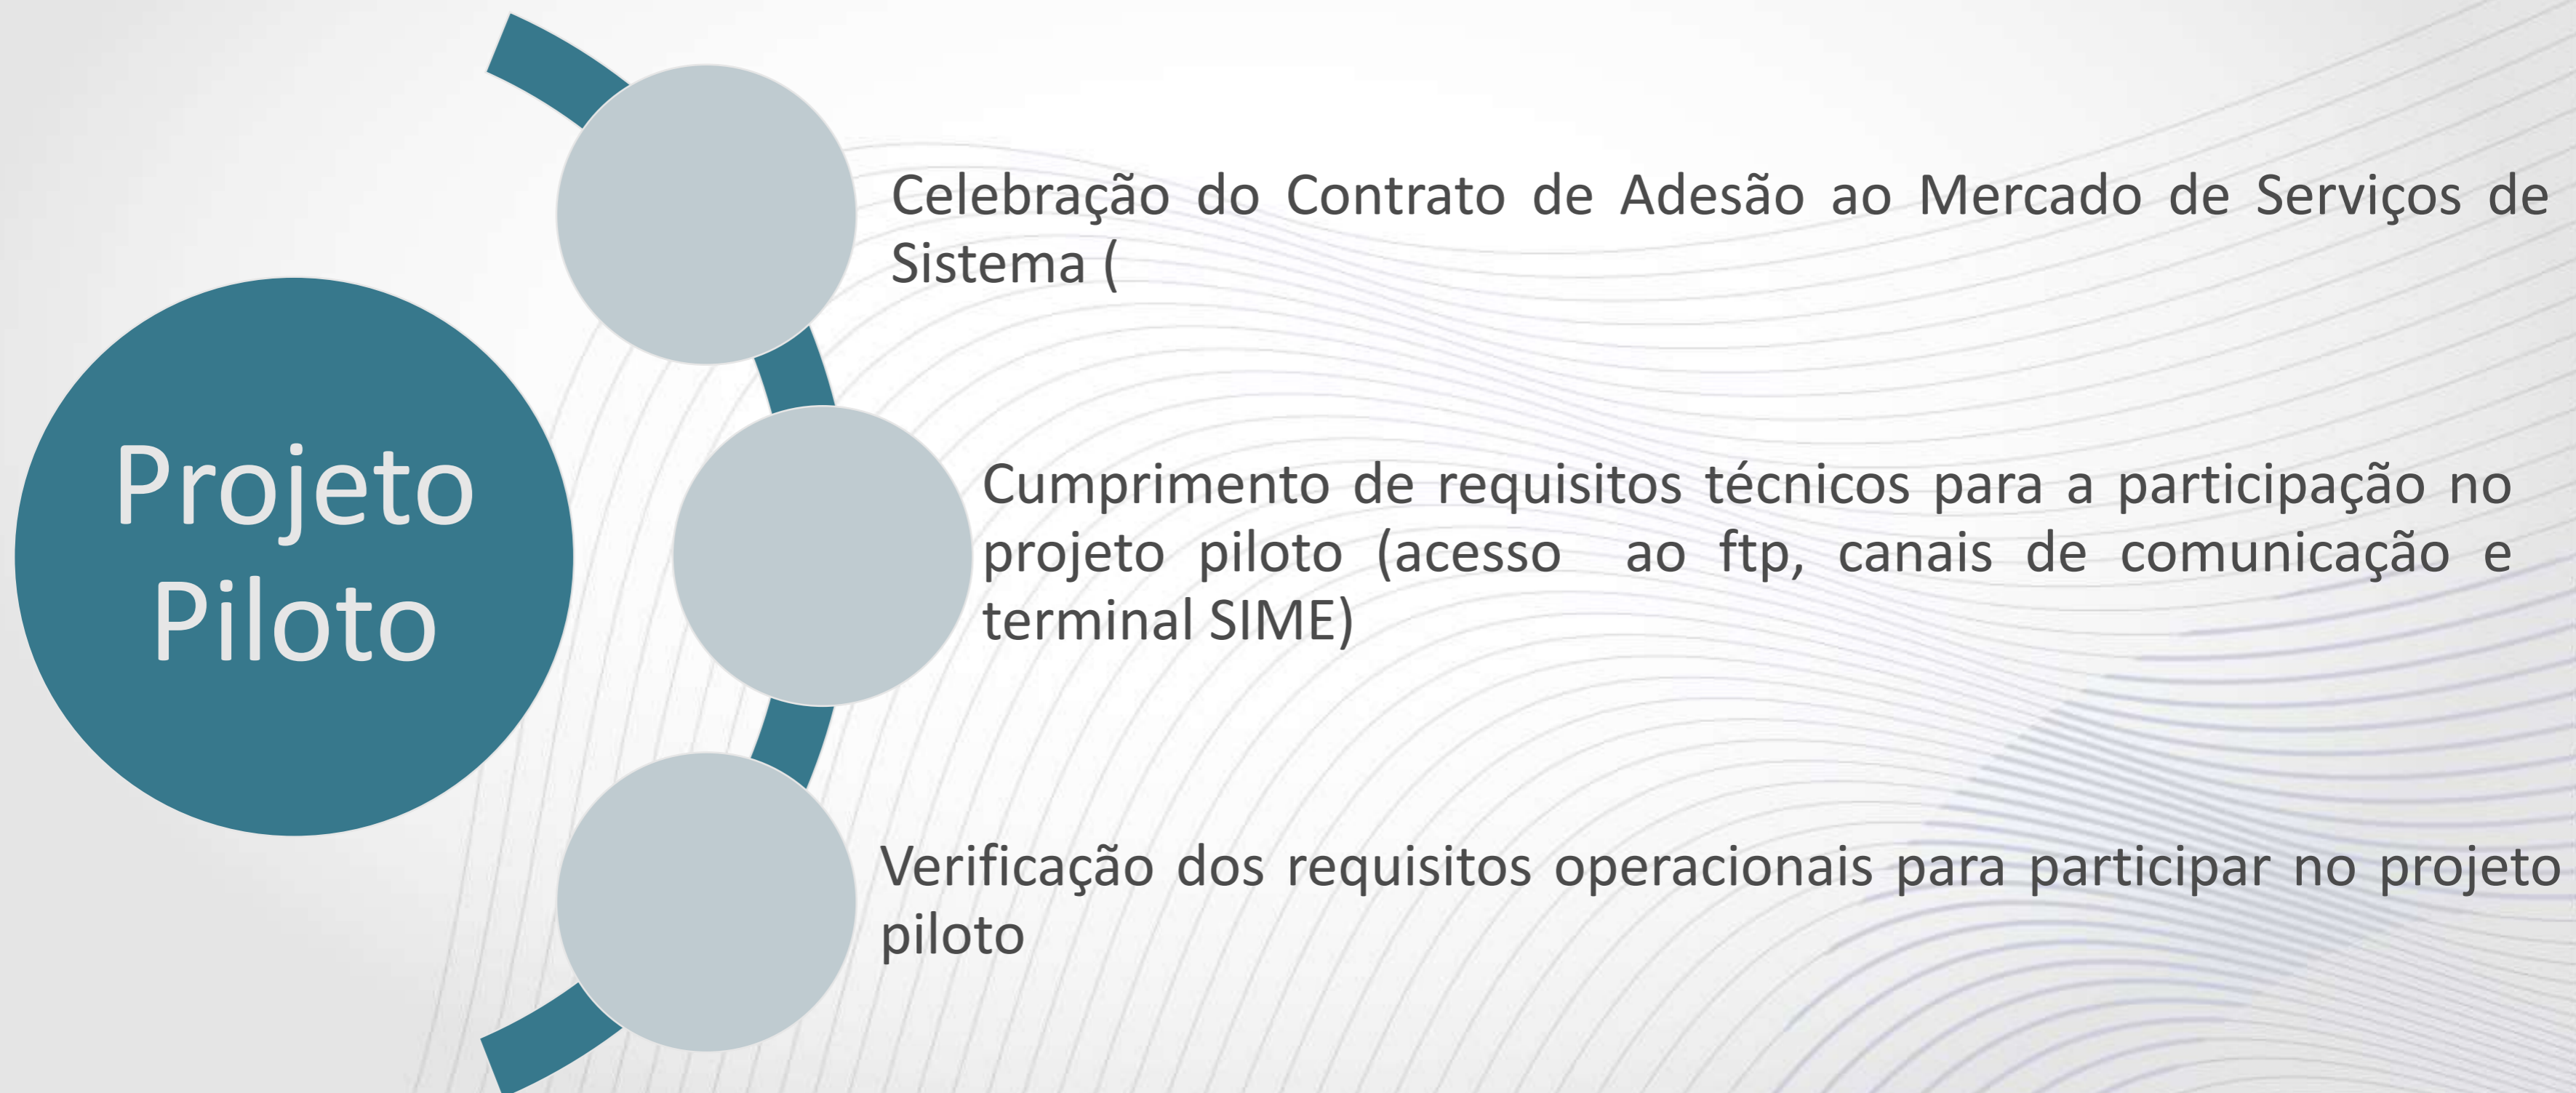 Projeto
Piloto
Celebração do Contrato de Adesão ao Mercado de Serviços de
Sistema (
Cumprimento de requisitos técnicos para a participação no
projeto piloto (acesso ao ftp, canais de comunicação e
terminal SIME)
Verificação dos requisitos operacionais para participar no projeto
piloto